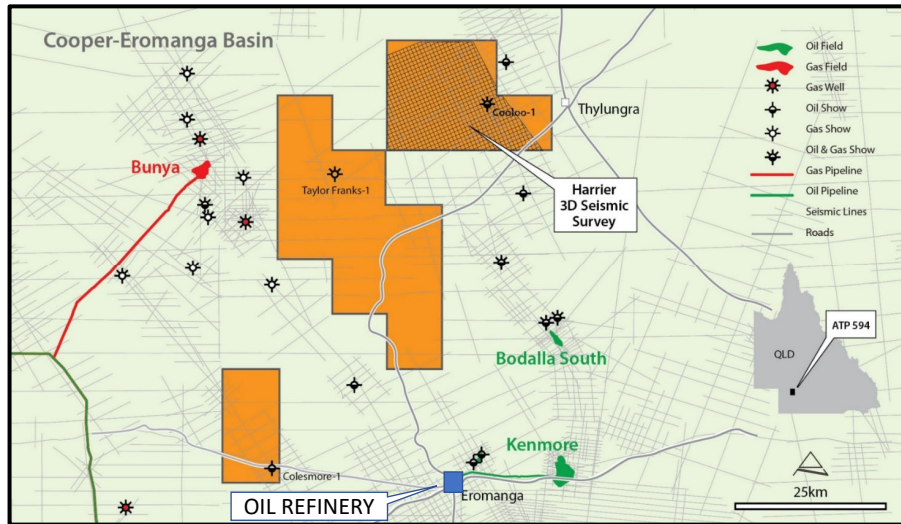 Cooper-Eromanga Basin
Oil Field
Gas Field
Gas Well
Oil Show
Gas Show
Oil & Gas Show
Gas Pipeline
Oil Pipeline
Seismic Lines
Roads
Cooloo-1
Thylungra
Bunya
Taylor Franks-1
Harrier
3D Seismic
Survey
ATP 594
QLD
Bodalla South
Kenmore
Colesmore-1
OIL REFINERY
Eromanga
25km